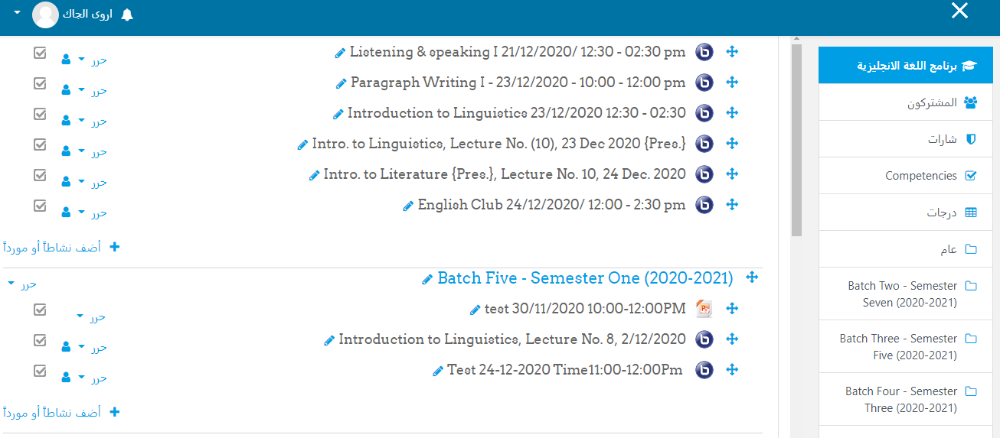 اروى الجاك
Listening & speaking I 21/12/2020/ 12:30 - 02:30 pm
حرر
Paragraph Writing I - 23/12/2020 - 10:00 - 12:00 pm
حرر
Introduction to Linguistics 23/12/2020 12:30 - 02:30
حرر
Intro. to Linguistics, Lecture No. (10), 23 Dec 2020 {Pres.}
حرر
Intro. to Literature {Pres.}, Lecture No. 10, 24 Dec. 2020
حرر
English Club 24/12/2020/ 12:00 - 2:30 pm
حرر
أضف نشاطاً أو مورداً
Batch Five - Semester One (2020-2021)
حرر
test 30/11/2020 10:00-12:00PM
حرر
Introduction to Linguistics, Lecture No. 8, 2/12/2020
حرر
Test 24-12-2020 Time11:00-12:00Pm
حرر
أضف نشاطاً أو مورداً
برنامج اللغة الانجليزية
المشتركون
شارات
Competencies
درجات
عام
Batch Two - Semester
Seven (2020-2021)
Batch Three - Semester
Five (2020-2021)
Batch Four - Semester
Three (2020-2021)